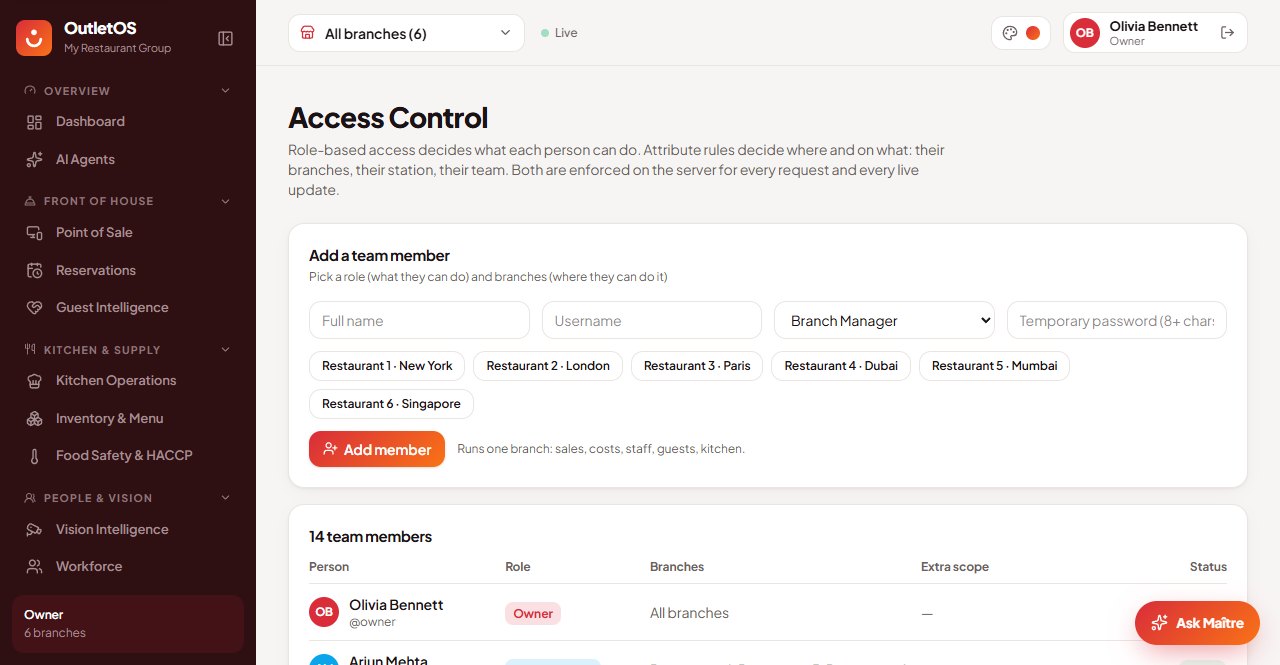 OutletOS
My Restaurant Group
OVERVIEW
Dashboard
AI Agents
FRONT OF HOUSE
Point of Sale
Reservations
Guest Intelligence
KITCHEN & SUPPLY
Kitchen Operations
Inventory & Menu
Food Safety & HACCP
PEOPLE & VISION
Vision Intelligence
Workforce
Owner
6 branches
All branches (6)
Live
OB
Olivia Bennett
Owner
Access Control
Role-based access decides what each person can do. Attribute rules decide where and on what: their
branches, their station, their team. Both are enforced on the server for every request and every live
update.
Add a team member
Pick a role (what they can do) and branches (where they can do it)
Full name
Username
Branch Manager
Temporary password (8+ chars
Restaurant 1 · New York
Restaurant 2 · London
Restaurant 3 · Paris
Restaurant 4 · Dubai
Restaurant 5 · Mumbai
Restaurant 6 · Singapore
Add member
Runs one branch: sales, costs, staff, guests, kitchen.
14 team members
Person Role Branches Extra scope Status
OB
Olivia Bennett
@owner
Owner
All branches
—
Ask Maître
Arjun Mehta